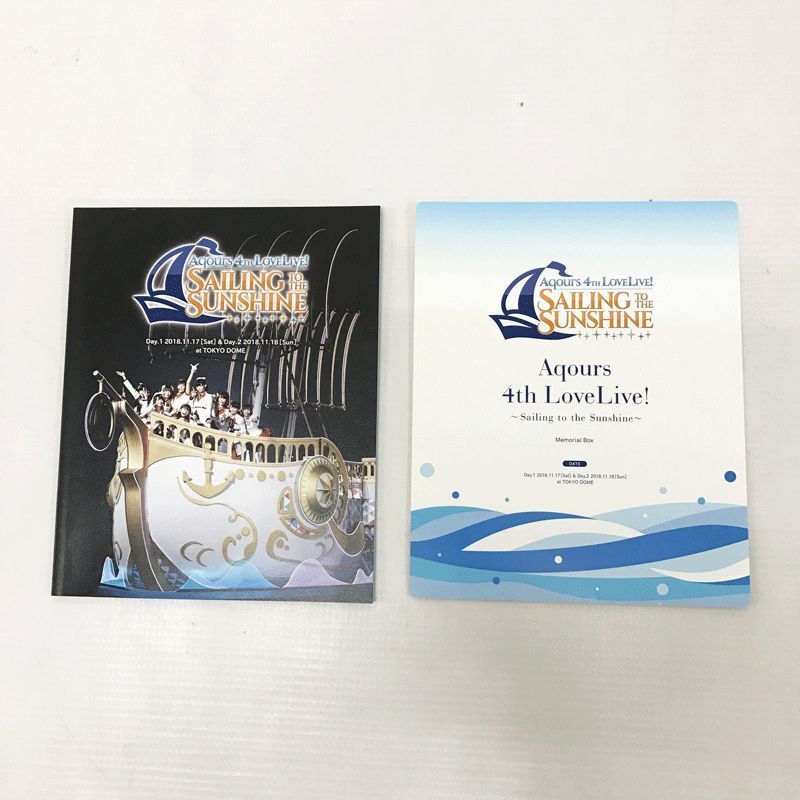 Aqours 4TH LOVELIVE!
SAILING TO THE
SUNSHINE
Day.1 2018.11.17[Sat] & Day.2 2018.11.18[Sun]
at TOKYO DOME
Aqours 4TH LOVELIVE!
SAILING TO THE
SUNSHINE
Aqours
4th LoveLive!
~Sailing to the Sunshine~
Memorial Box
DATE
Day.1 2018.11.17[Sat] & Day.2 2018.11.18[Sun]
at TOKYO DOME